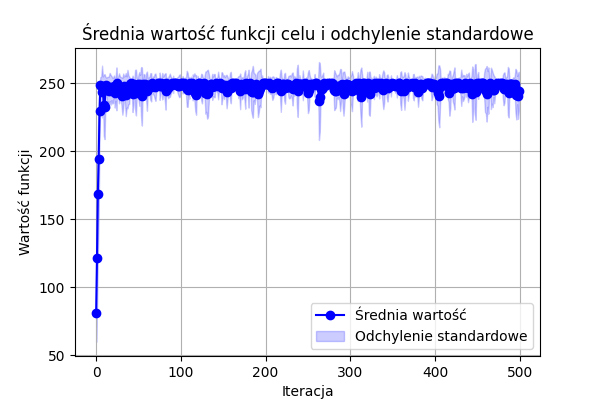 Średnia wartość funkcji celu i odchylenie standardowe
Wartość funkcji
250
200
150
100
50
0 100 200 300 400 500
Iteracja
Średnia wartość
Odchylenie standardowe